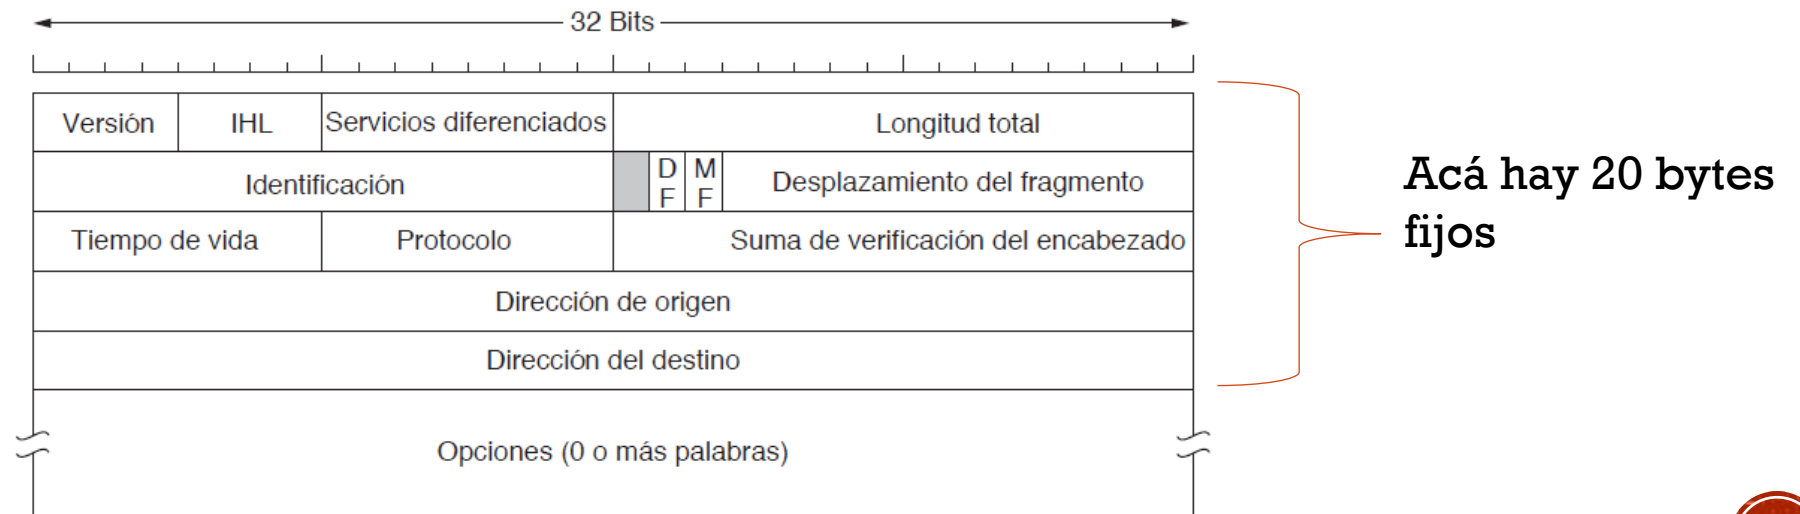 32 Bits
Versión IHL Servicios diferenciados Longitud total
Identificación D F M F Desplazamiento del fragmento
Tiempo de vida Protocolo Suma de verificación del encabezado
Dirección de origen
Dirección del destino
Opciones (0 o más palabras)
Acá hay 20 bytes
fijos